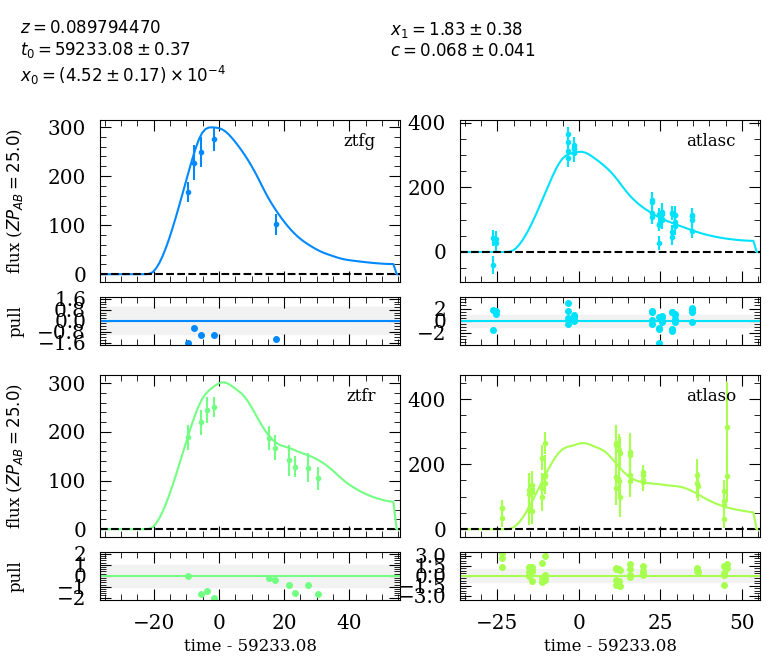 z = 0.089794470
t₀ = 59233.08 ± 0.37
x₀ = (4.52 ± 0.17) × 10⁻⁴
x₁ = 1.83 ± 0.38
c = 0.068 ± 0.041
flux (ZP_AB = 25.0)
300
200
100
0
ztfg
400
200
0
atlasc
pull
1.6
0.8
0.0
−0.8
−1.6
2
0
−2
flux (ZP_AB = 25.0)
300
200
100
0
ztfr
400
200
0
atlaso
pull
2
1
0
−1
−2
3.0
1.5
0.0
−1.5
−3.0
−20 0 20 40
time - 59233.08
−25 0 25 50
time - 59233.08